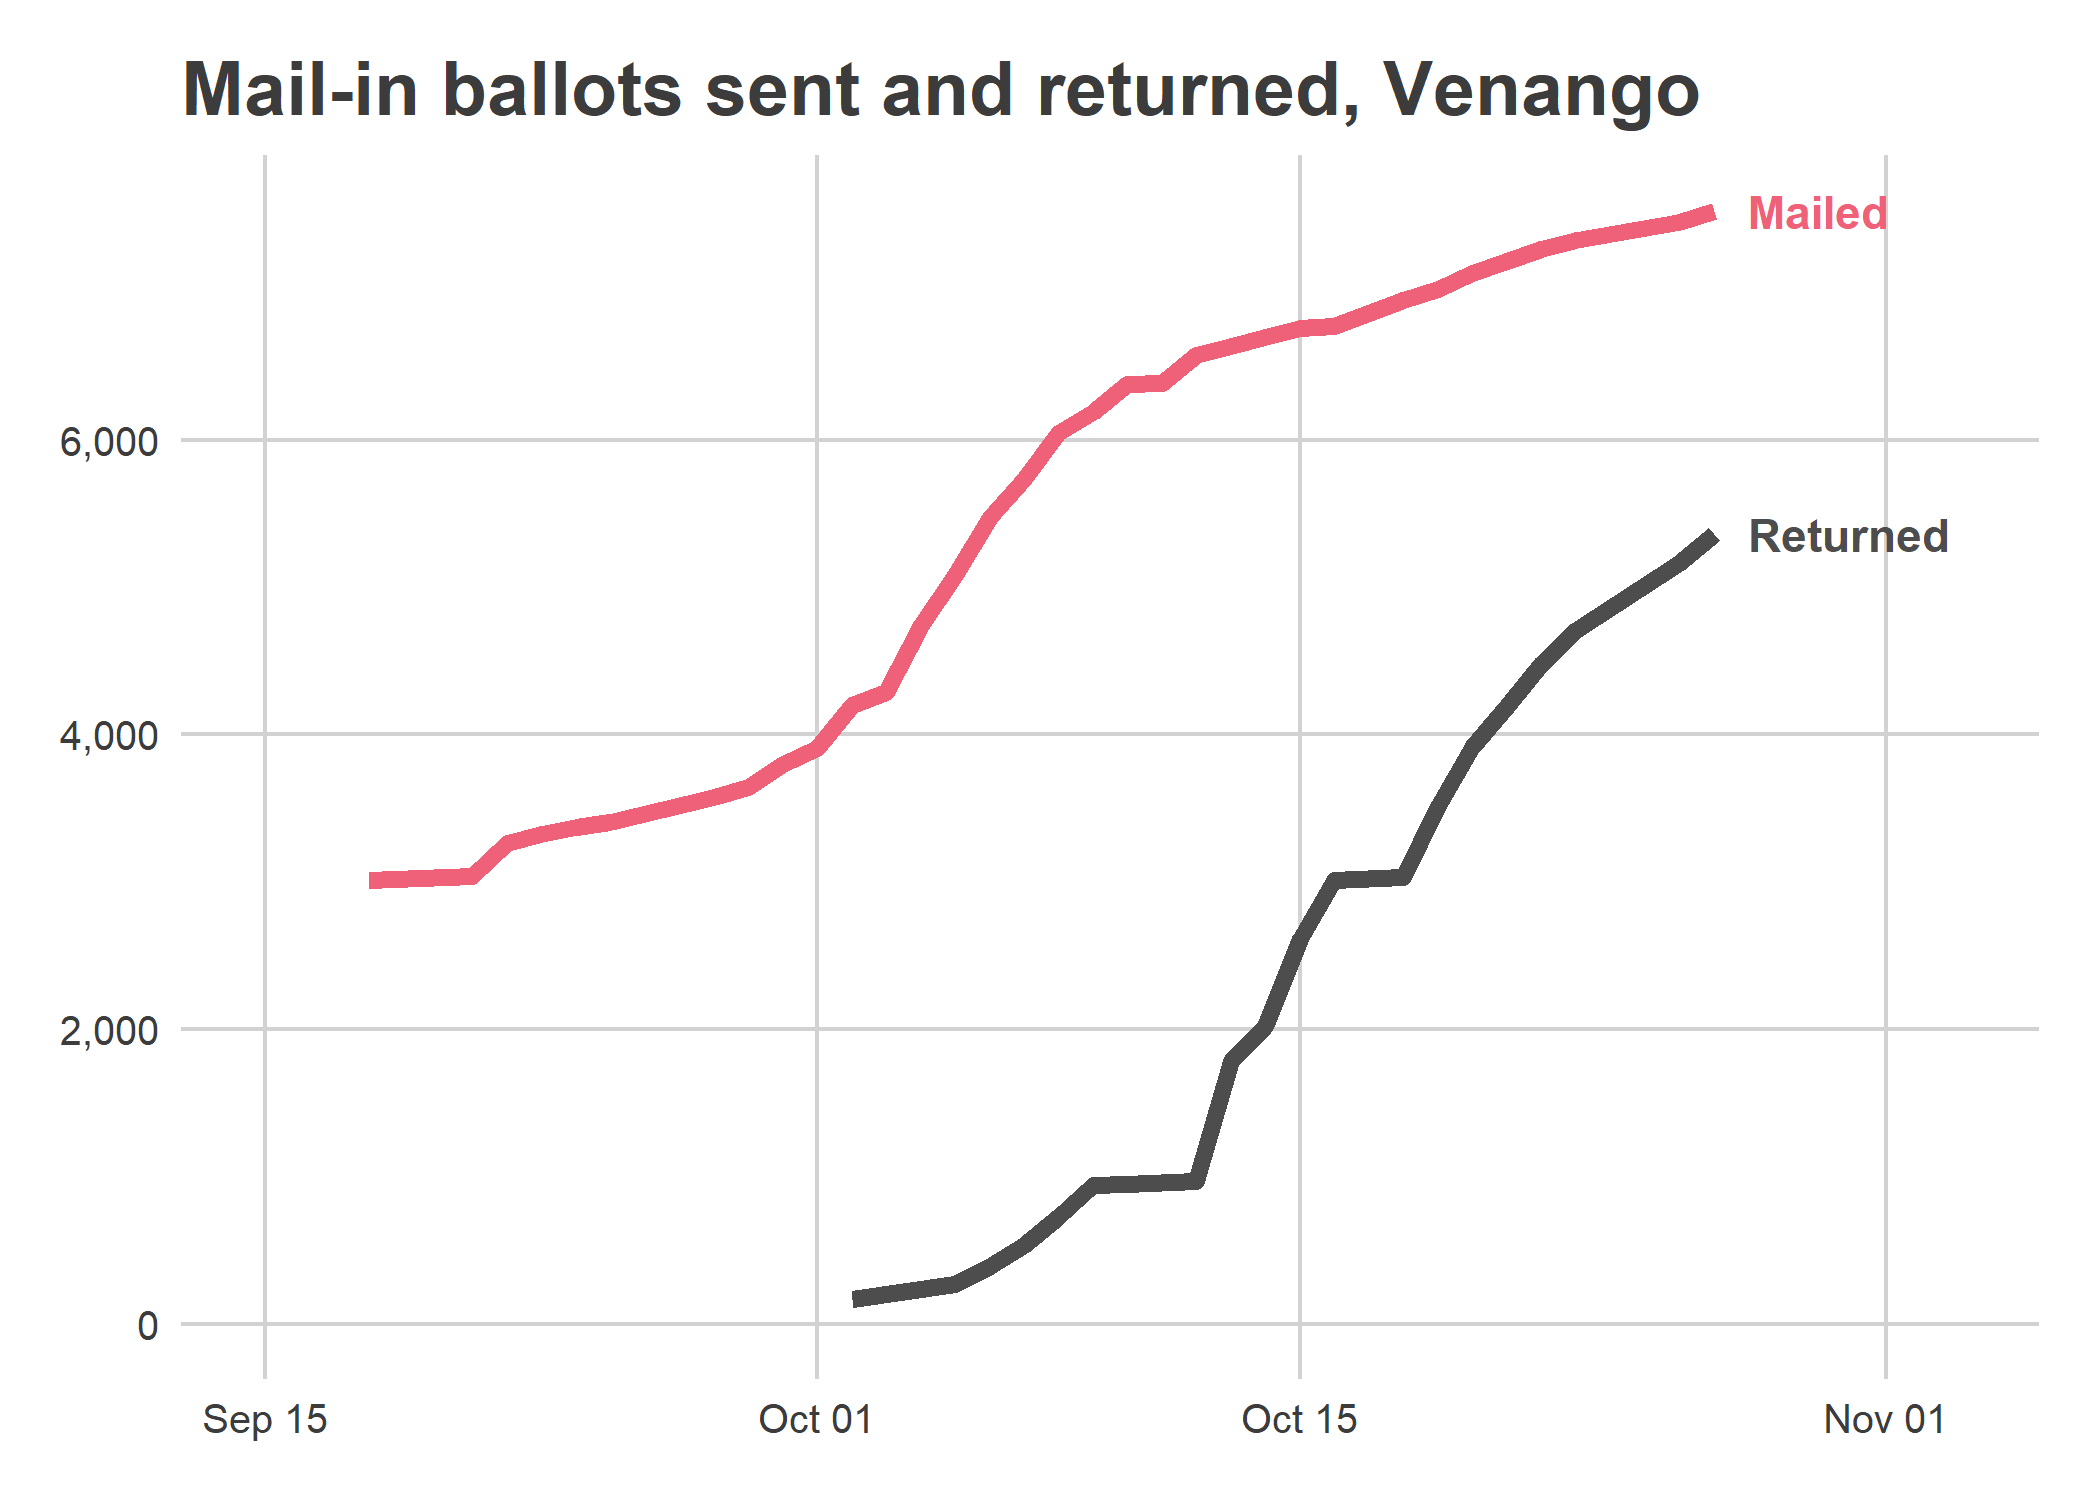 Mail-in ballots sent and returned, Venango
Mailed
6,000
Returned
4,000
2,000
0
Sep 15
Oct 01
Oct 15
Nov 01